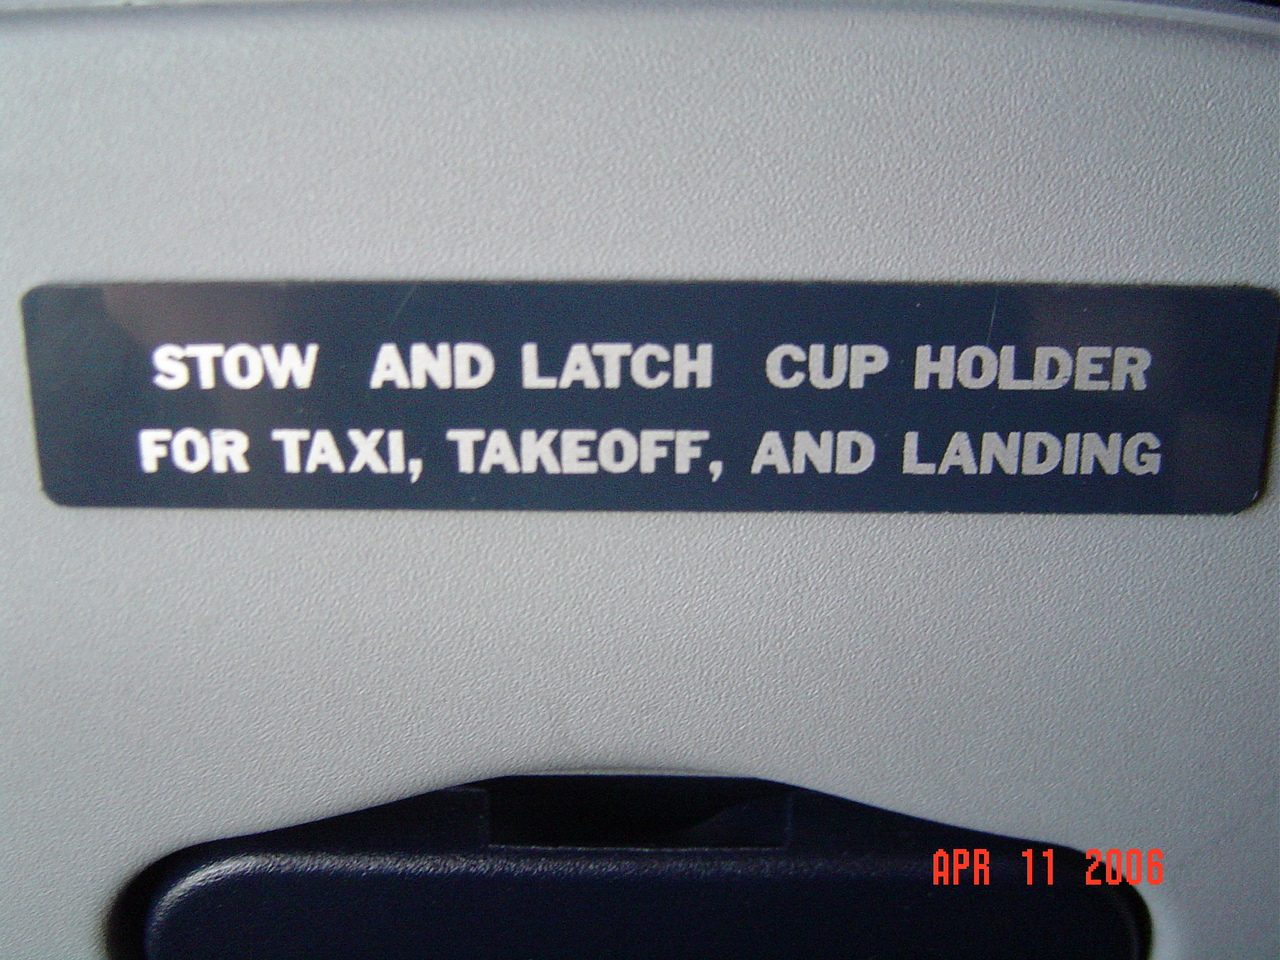 STOW AND LATCH CUP HOLDER
FOR TAXI, TAKEOFF, AND LANDING
APR 11 2006